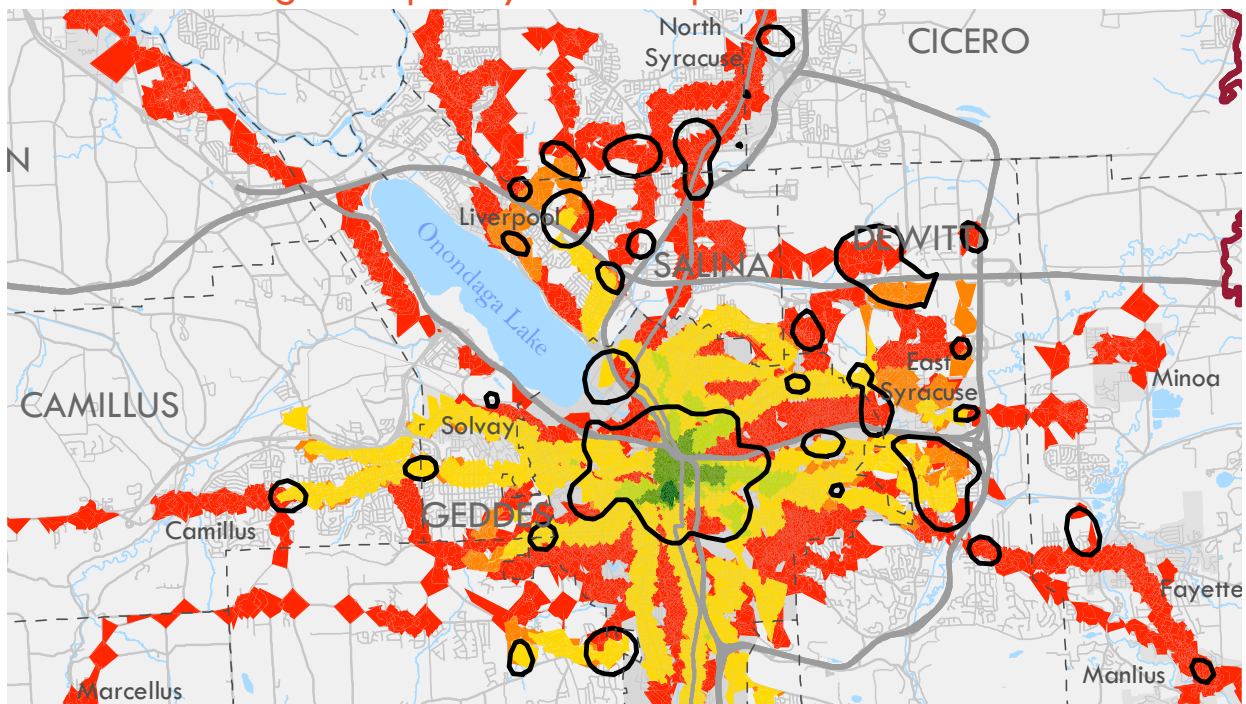 North
Syracuse
CICERO
N
Liverpool
DEWITT
Onondaga Lake
SALINA
East
Syracuse
Minoa
CAMILLUS
Solvay
GEDDES
Camillus
Fayette
Manlius
Marcellus